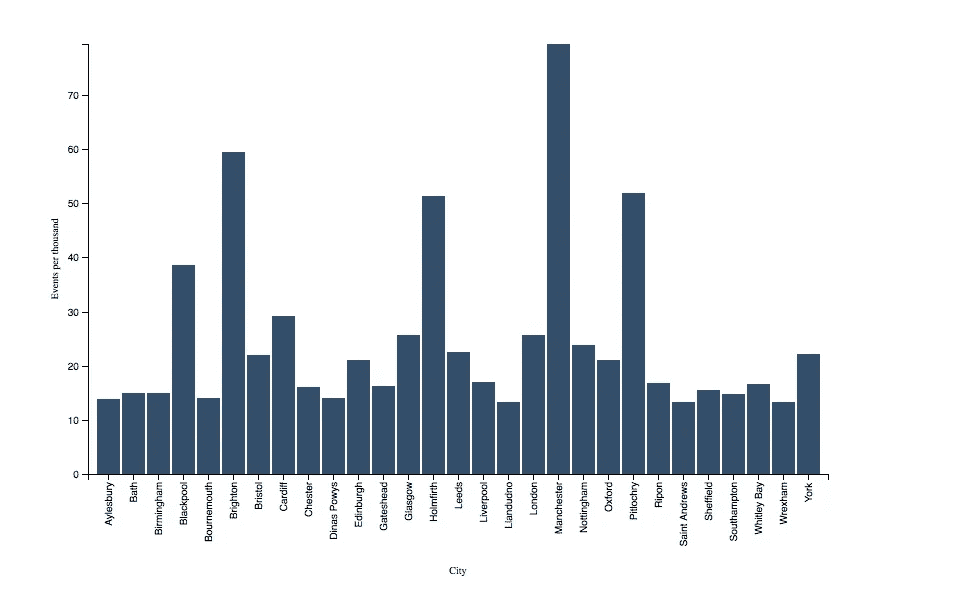 Events per thousand
70
60
50
40
30
20
10
0
Aylesbury
Bath
Birmingham
Blackpool
Bournemouth
Brighton
Bristol
Cardiff
Chester
Dinas Powys
Edinburgh
Gateshead
Glasgow
Holmfirth
Leeds
Liverpool
Llandudno
London
Manchester
Nottingham
Oxford
Pitlochry
Ripon
Saint Andrews
Sheffield
Southampton
Whitley Bay
Wrexham
York
City